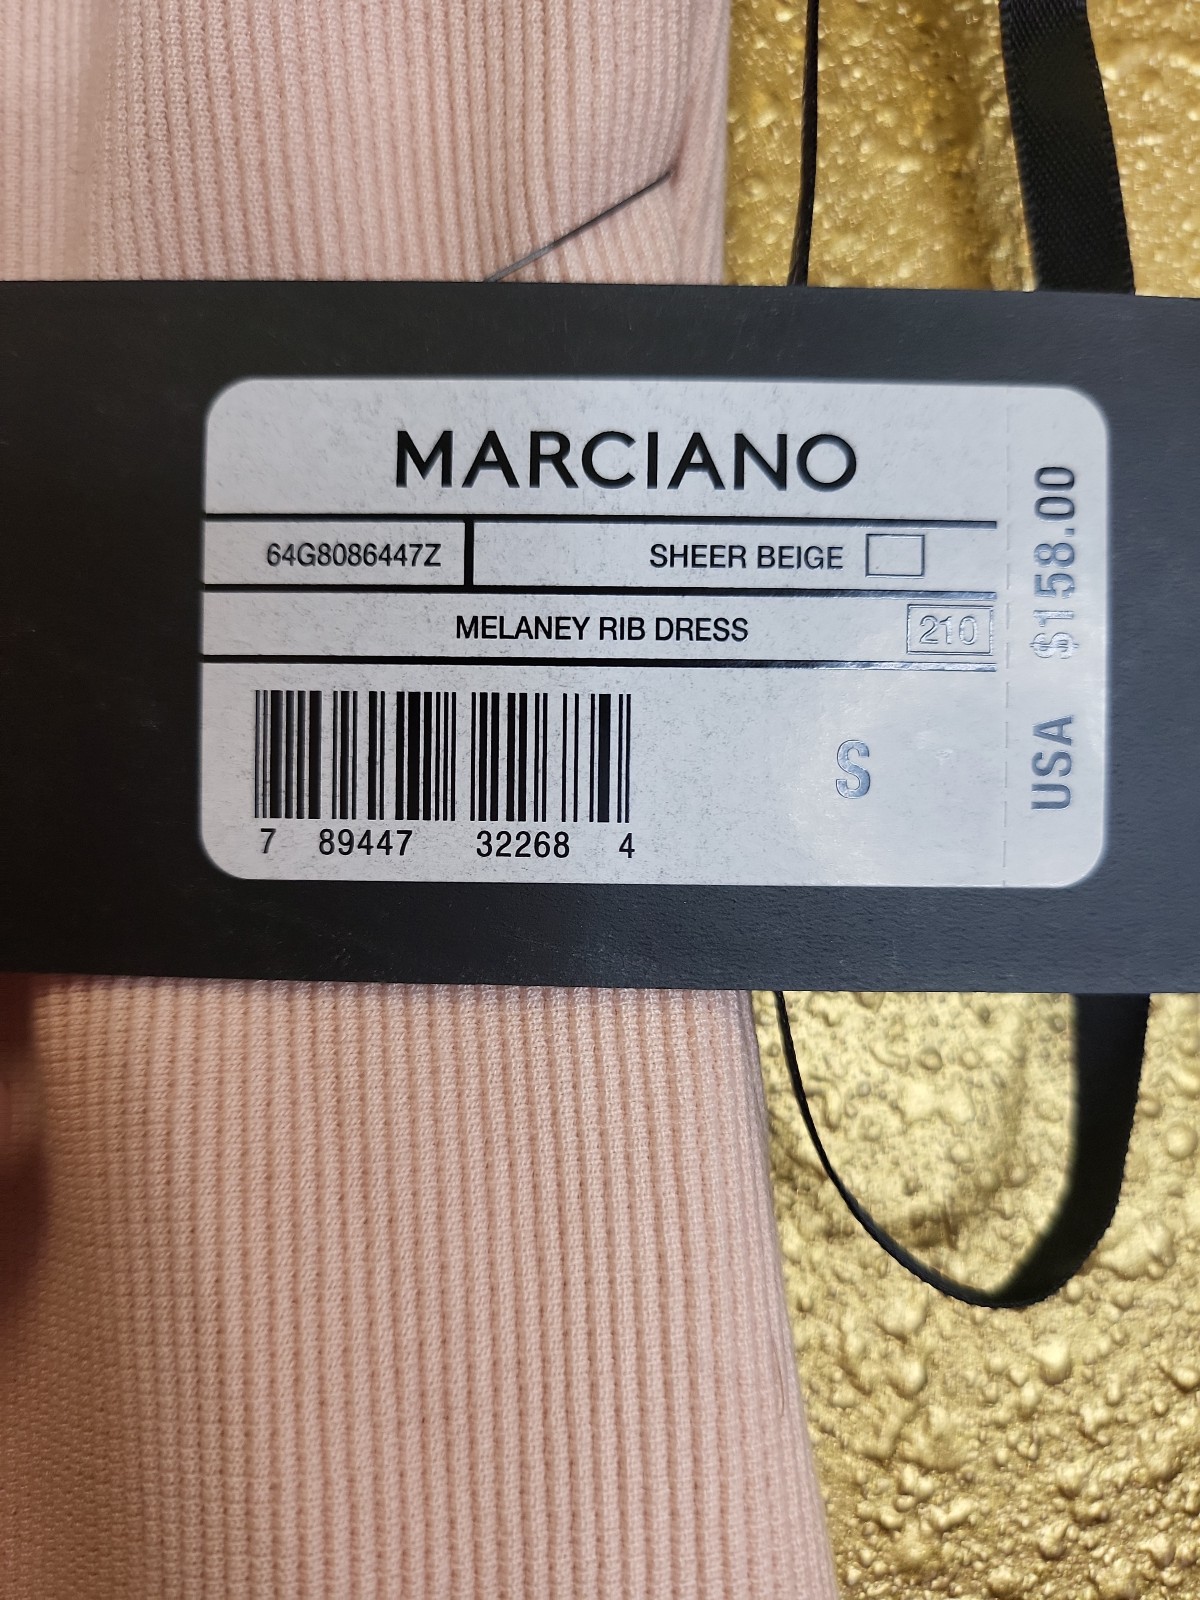 MARCIANO
64G8086447Z
SHEER BEIGE
MELANEY RIB DRESS
210
7 89447 32268 4
S
USA $158.00